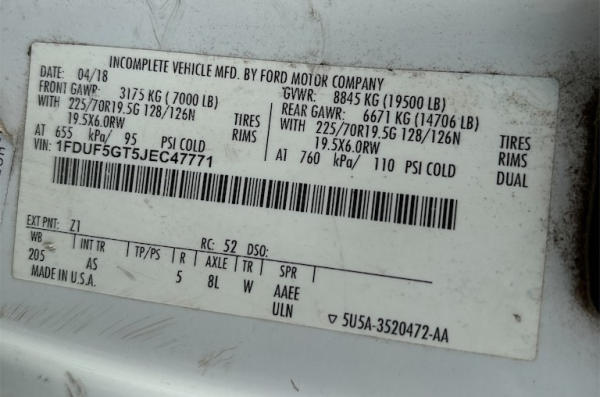 INCOMPLETE VEHICLE MFD. BY FORD MOTOR COMPANY
DATE: 04/18 GVWR: 8845 KG (19500 LB)
FRONT GAWR: 3175 KG (7000 LB) REAR GAWR: 6671 KG (14706 LB)
WITH 225/70R19.5G 128/126N TIRES WITH 225/70R19.5G 128/126N TIRES
19.5X6.0RW RIMS 19.5X6.0RW RIMS
AT 655 kPa/ 95 PSI COLD AT 760 kPa/ 110 PSI COLD DUAL
VIN: 1FDUF5GT5JEC47771
EXT PNT: Z1 RC: 52 DSO:
WB INT TR TP/PS R AXLE TR SPR
205 AS 5 8L W AAEE
MADE IN U.S.A. ULN
▽ 5U5A-3520472-AA